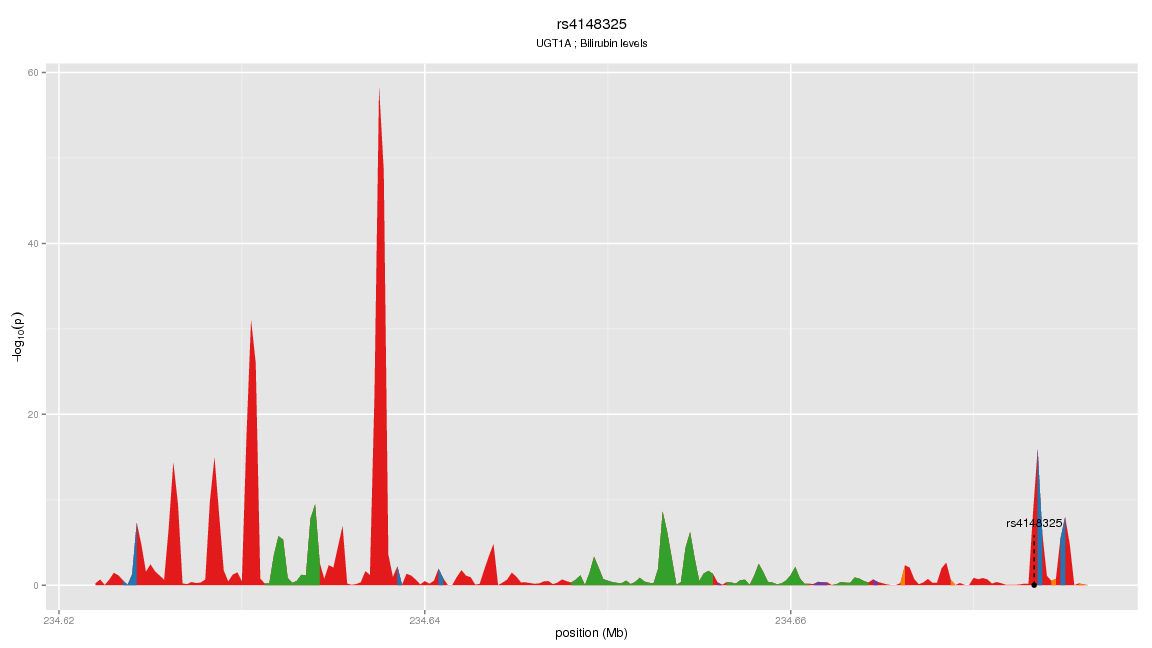 rs4148325
UGT1A ; Bilirubin levels
60
40
20
0
−log10(p)
rs4148325
234.62
234.64
234.66
position (Mb)